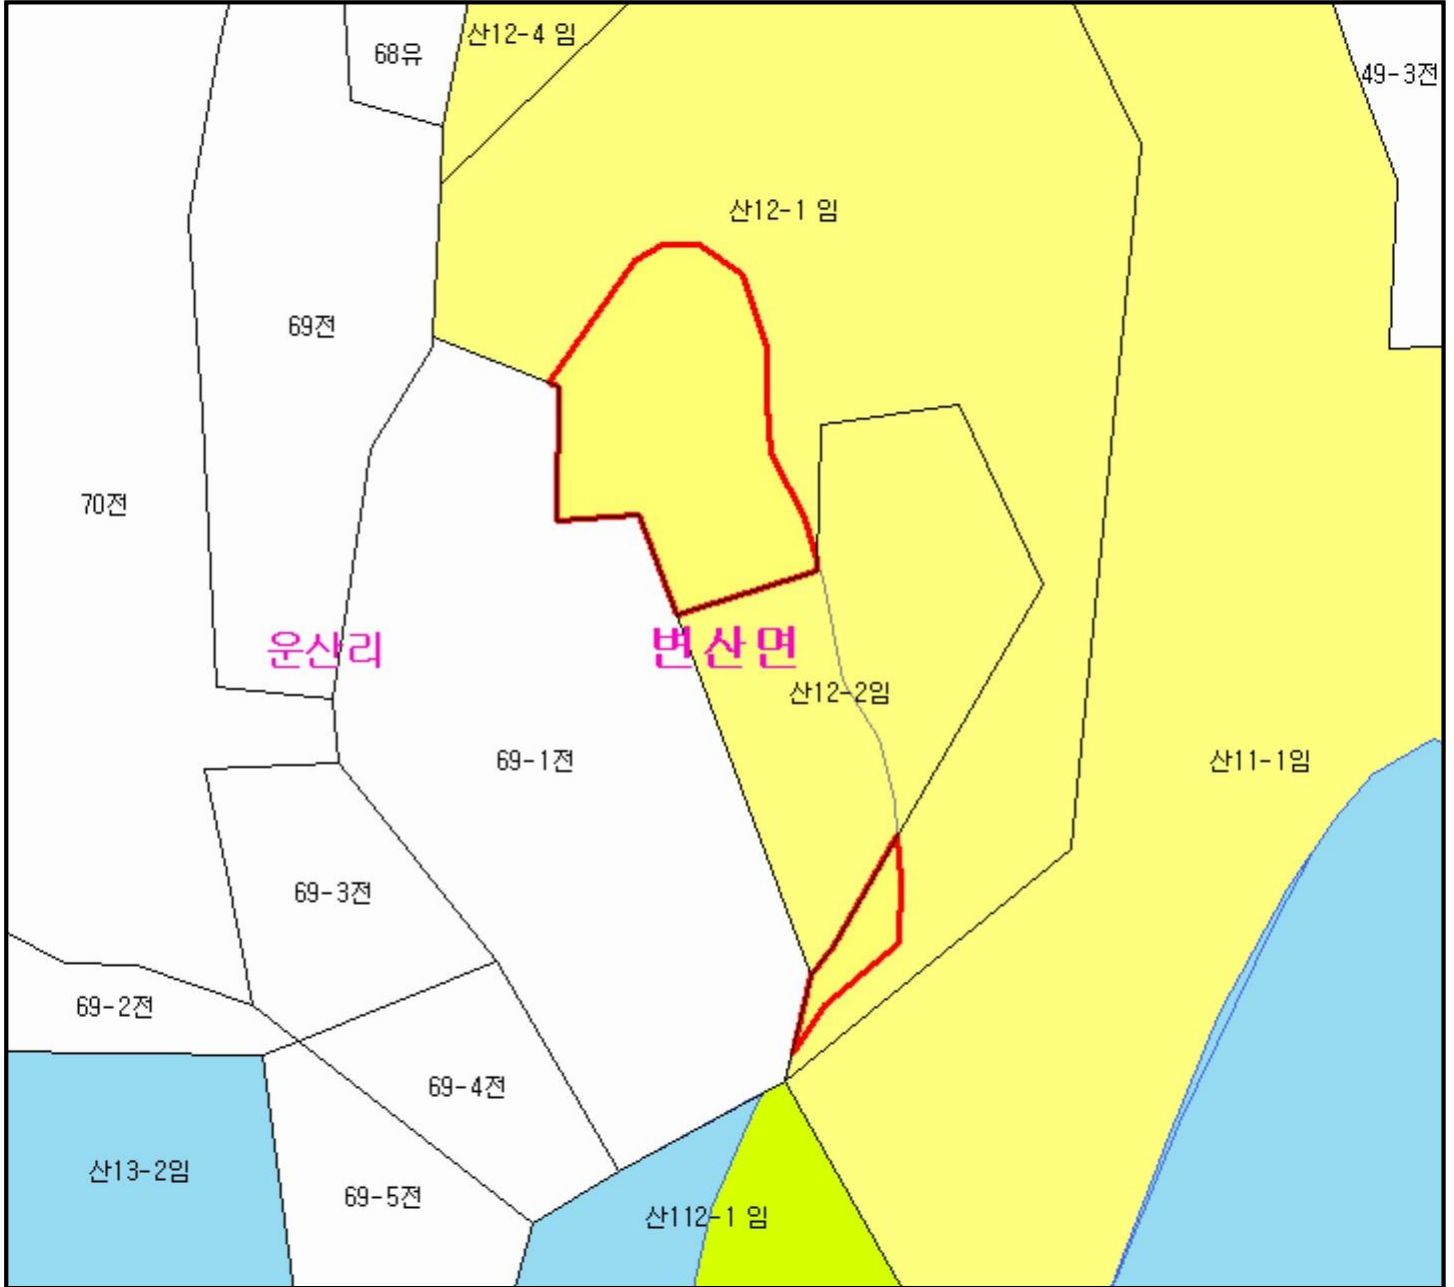 산12-4 임
68유
49-3전
산12-1 임
69전
70전
운산리
변산면
산12-2임
69-1전
산11-1임
69-3전
69-2전
69-4전
산13-2임
69-5전
산112-1 임